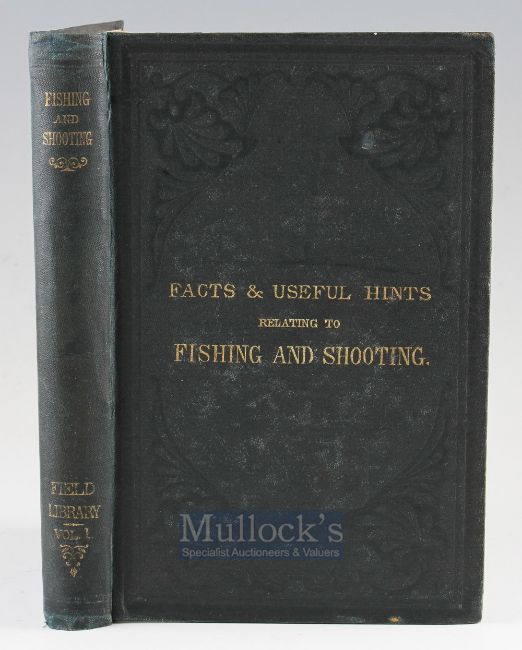 FISHING
AND
SHOOTING
FIELD
LIBRARY
VOL. I.
FACTS & USEFUL HINTS
RELATING TO
FISHING AND SHOOTING.
Mullock's
Specialist Auctioneers & Valuers